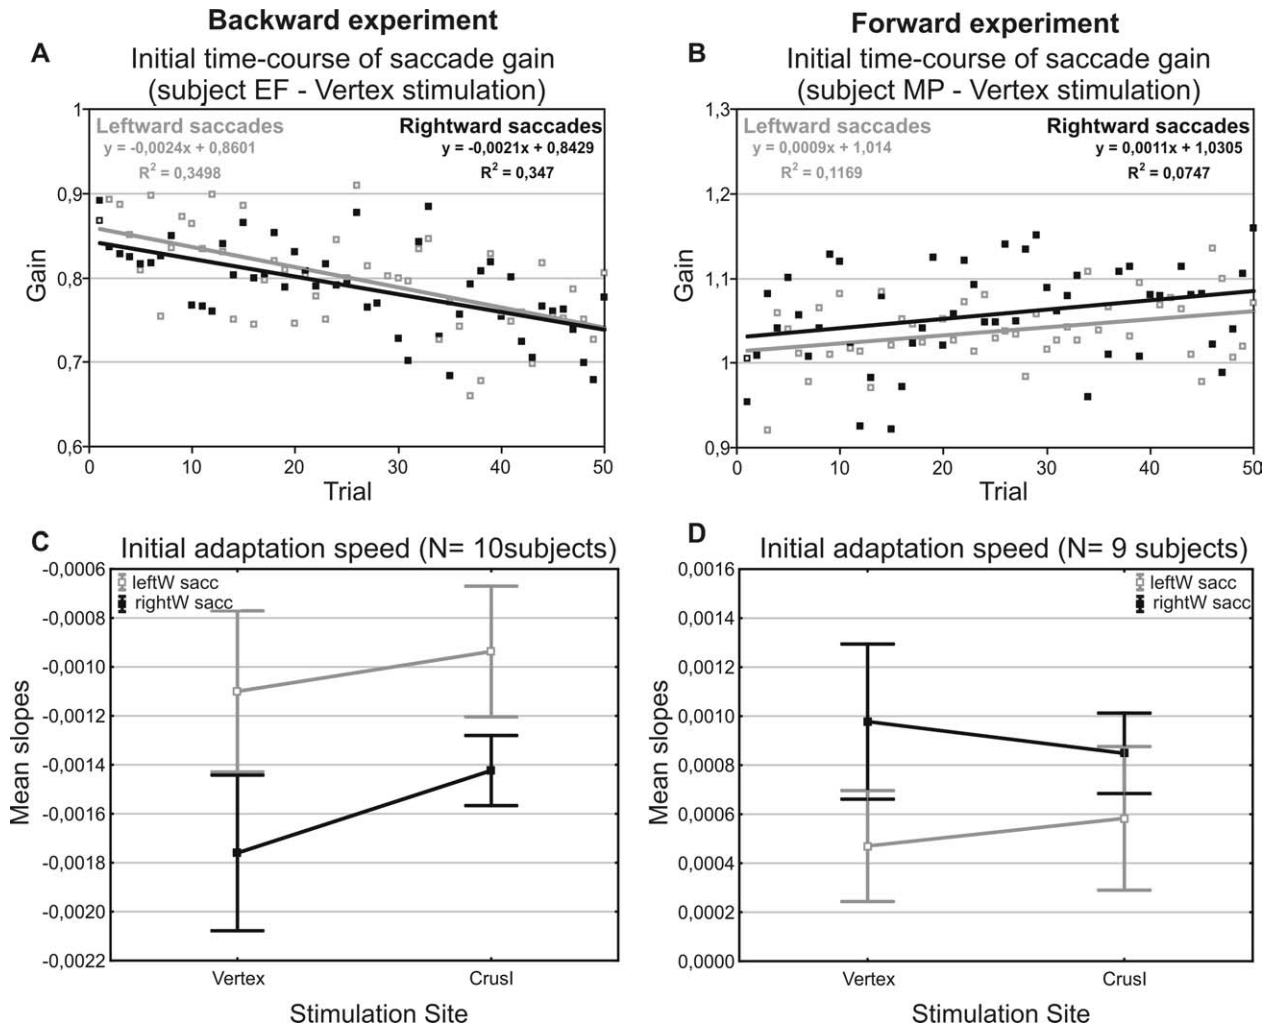 Backward experiment
A
Initial time-course of saccade gain
(subject EF - Vertex stimulation)
1
0,9
0,8
0,7
0,6
Gain
Leftward saccades
y = -0,0024x + 0,8601
R² = 0,3498
Rightward saccades
y = -0,0021x + 0,8429
R² = 0,347
0 10 20 30 40 50
Trial
Forward experiment
B
Initial time-course of saccade gain
(subject MP - Vertex stimulation)
1,3
1,2
1,1
1
0,9
Gain
Leftward saccades
y = 0,0009x + 1,014
R² = 0,1169
Rightward saccades
y = 0,0011x + 1,0305
R² = 0,0747
0 10 20 30 40 50
Trial
C
Initial adaptation speed (N= 10subjects)
-0,0006
-0,0008
-0,0010
-0,0012
-0,0014
-0,0016
-0,0018
-0,0020
-0,0022
Mean slopes
leftW sacc
rightW sacc
Vertex CrusI
Stimulation Site
D
Initial adaptation speed (N= 9 subjects)
0,0016
0,0014
0,0012
0,0010
0,0008
0,0006
0,0004
0,0002
0,0000
Mean slopes
leftW sacc
rightW sacc
Vertex CrusI
Stimulation Site